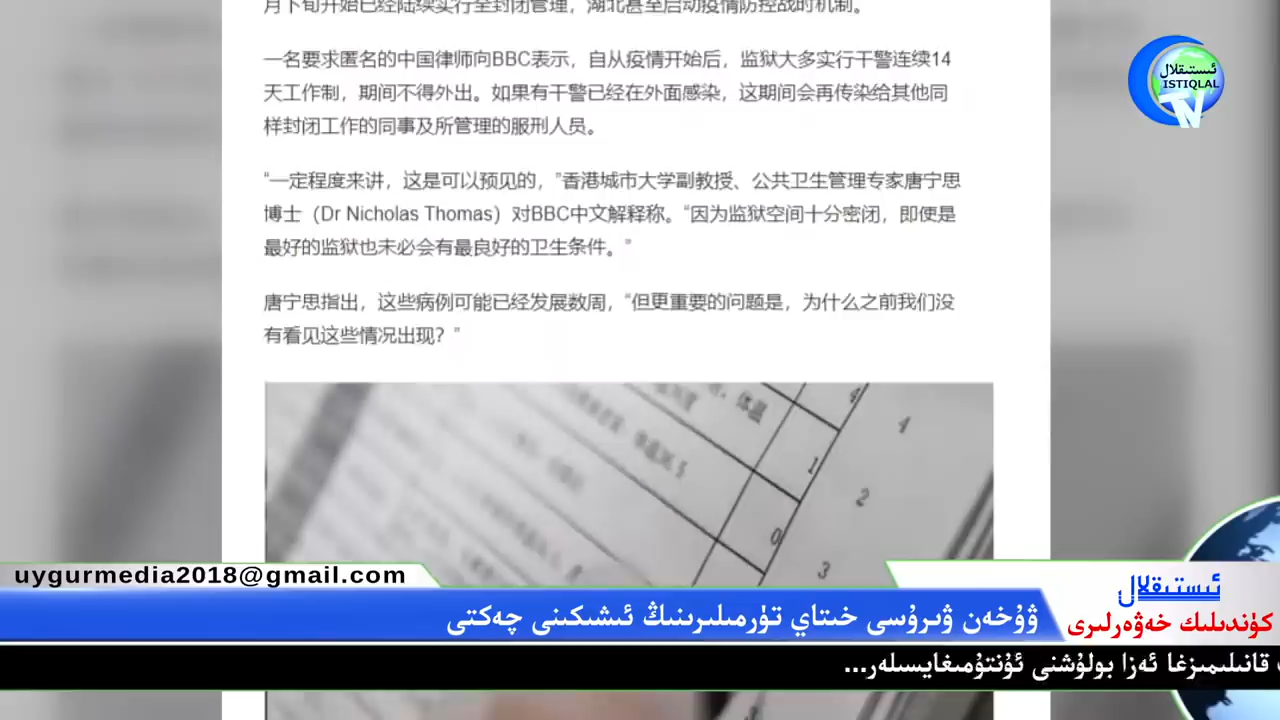 月下旬开始已经陆续实行全封闭管理，湖北甚至启动疫情防控战时机制。
一名要求匿名的中国律师向BBC表示，自从疫情开始后，监狱大多实行干警连续14
天工作制，期间不得外出。如果有干警已经在外面感染，这期间会再传染给其他同
样封闭工作的同事及所管理的服刑人员。
“一定程度来讲，这是可以预见的，”香港城市大学副教授、公共卫生管理专家唐宁思
博士（Dr Nicholas Thomas）对BBC中文解释称。“因为监狱空间十分密闭，即使是
最好的监狱也未必会有最良好的卫生条件。”
唐宁思指出，这些病例可能已经发展数周，“但更重要的问题是，为什么之前我们没
有看见这些情况出现？”
ئىستىقلال
ISTIQLAL
TV
4
4
1
2
0
3
uygurmedia2018@gmail.com
ئىستىقلال
كۈندىلىك خەۋەرلىرى
ۋۇخەن ۋىرۇسى خىتاي تۈرمىلىرىنىڭ ئىشىكىنى چەكتى
قانىلىمىزغا ئەزا بولۇشنى ئۇنتۇمىغايسىلەر...